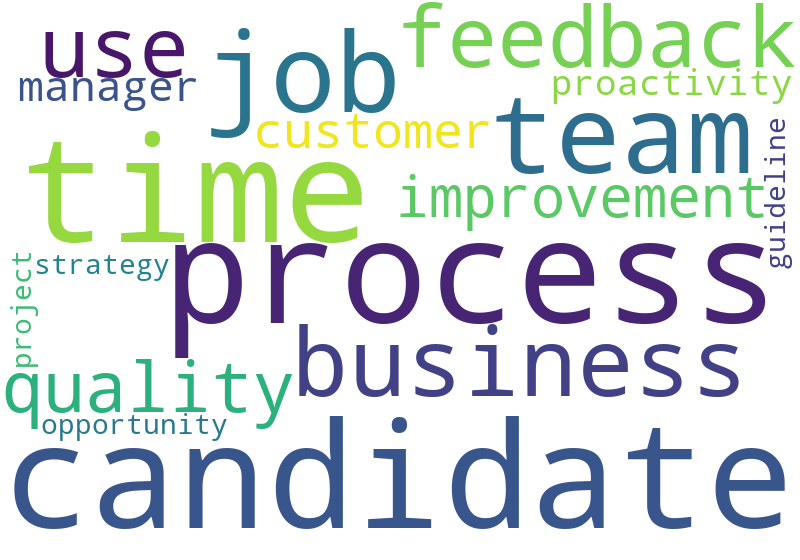 feedback
use
job
manager
proactivity
team
customer
guideline
time
improvement
process
strategy
project
business
quality
opportunity
candidate